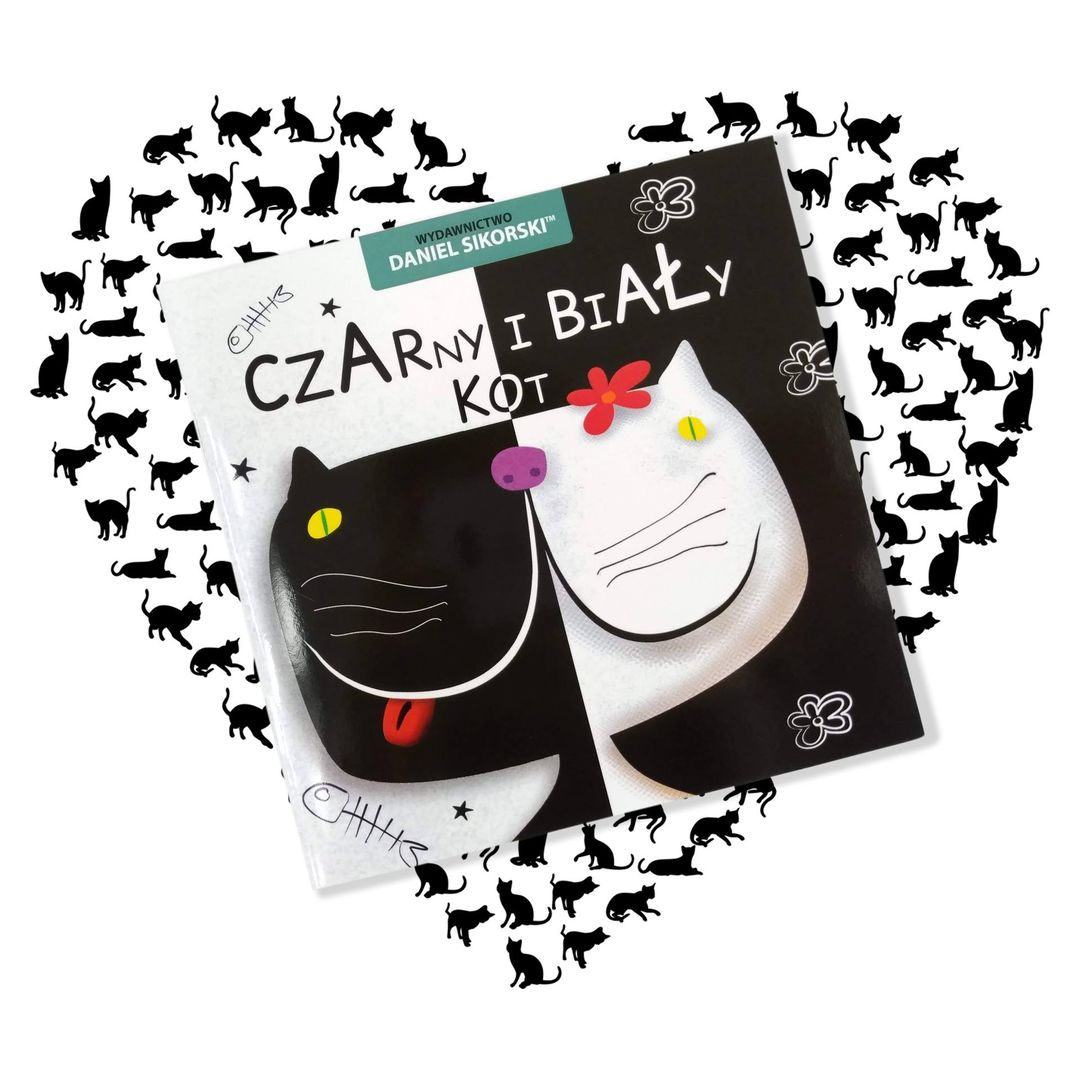 WYDAWNICTWO
DANIEL SIKORSKI™
CZARNY I BIAŁY
KOT